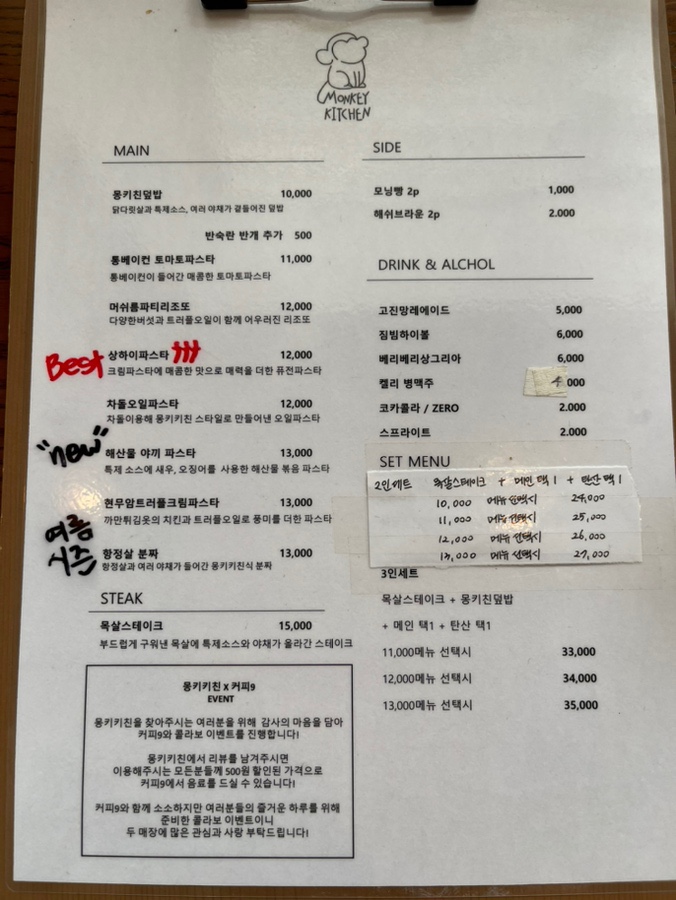 MONKEY
KITCHEN
MAIN
몽키친덮밥 10,000
닭다릿살과 특제소스, 여러 야채가 곁들어진 덮밥
반숙란 반개 추가 500
통베이컨 토마토파스타 11,000
통베이컨이 들어간 매콤한 토마토파스타
머쉬룸파티리조또 12,000
다양한버섯과 트러플오일이 함께 어우러진 리조또
Best 상하이파스타 12,000
크림파스타에 매콤한 맛으로 매력을 더한 퓨전파스타
차돌오일파스타 12,000
차돌이용해 몽키키친 스타일로 만들어낸 오일파스타
"new" 해산물 야끼 파스타 13,000
특제 소스에 새우, 오징어를 사용한 해산물 볶음 파스타
현무암트러플크림파스타 13,000
까만튀김옷의 치킨과 트러플오일로 풍미를 더한 파스타
여름
시즌
항정살 분짜 13,000
항정살과 여러 야채가 들어간 몽키키친식 분짜
STEAK
목살스테이크 15,000
부드럽게 구워낸 목살에 특제소스와 야채가 올라간 스테이크
몽키키친 X 커피9
EVENT
몽키키친을 찾아주시는 여러분을 위해 감사의 마음을 담아
커피9와 콜라보 이벤트를 진행합니다!
몽키키친에서 리뷰를 남겨주시면
이용해주시는 모든분들께 500원 할인된 가격으로
커피9에서 음료를 드실 수 있습니다!
커피9와 함께 소소하지만 여러분들의 즐거운 하루를 위해
준비한 콜라보 이벤트이니
두 매장에 많은 관심과 사랑 부탁드립니다!
SIDE
모닝빵 2p 1,000
해쉬브라운 2p 2.000
DRINK & ALCHOL
고진망레에이드 5,000
짐빔하이볼 6,000
베리베리상그리아 6,000
켈리 병맥주 4,000
코카콜라 / ZERO 2.000
스프라이트 2.000
SET MENU
2인세트 목살스테이크 + 메인 택 1 + 탄산 택 1
10,000 메뉴 선택시 24,000
11,000 메뉴 선택시 25,000
12,000 메뉴 선택시 26,000
13,000 메뉴 선택시 27,000
3인세트
목살스테이크 + 몽키친덮밥
+ 메인 택1 + 탄산 택1
11,000메뉴 선택시 33,000
12,000메뉴 선택시 34,000
13,000메뉴 선택시 35,000